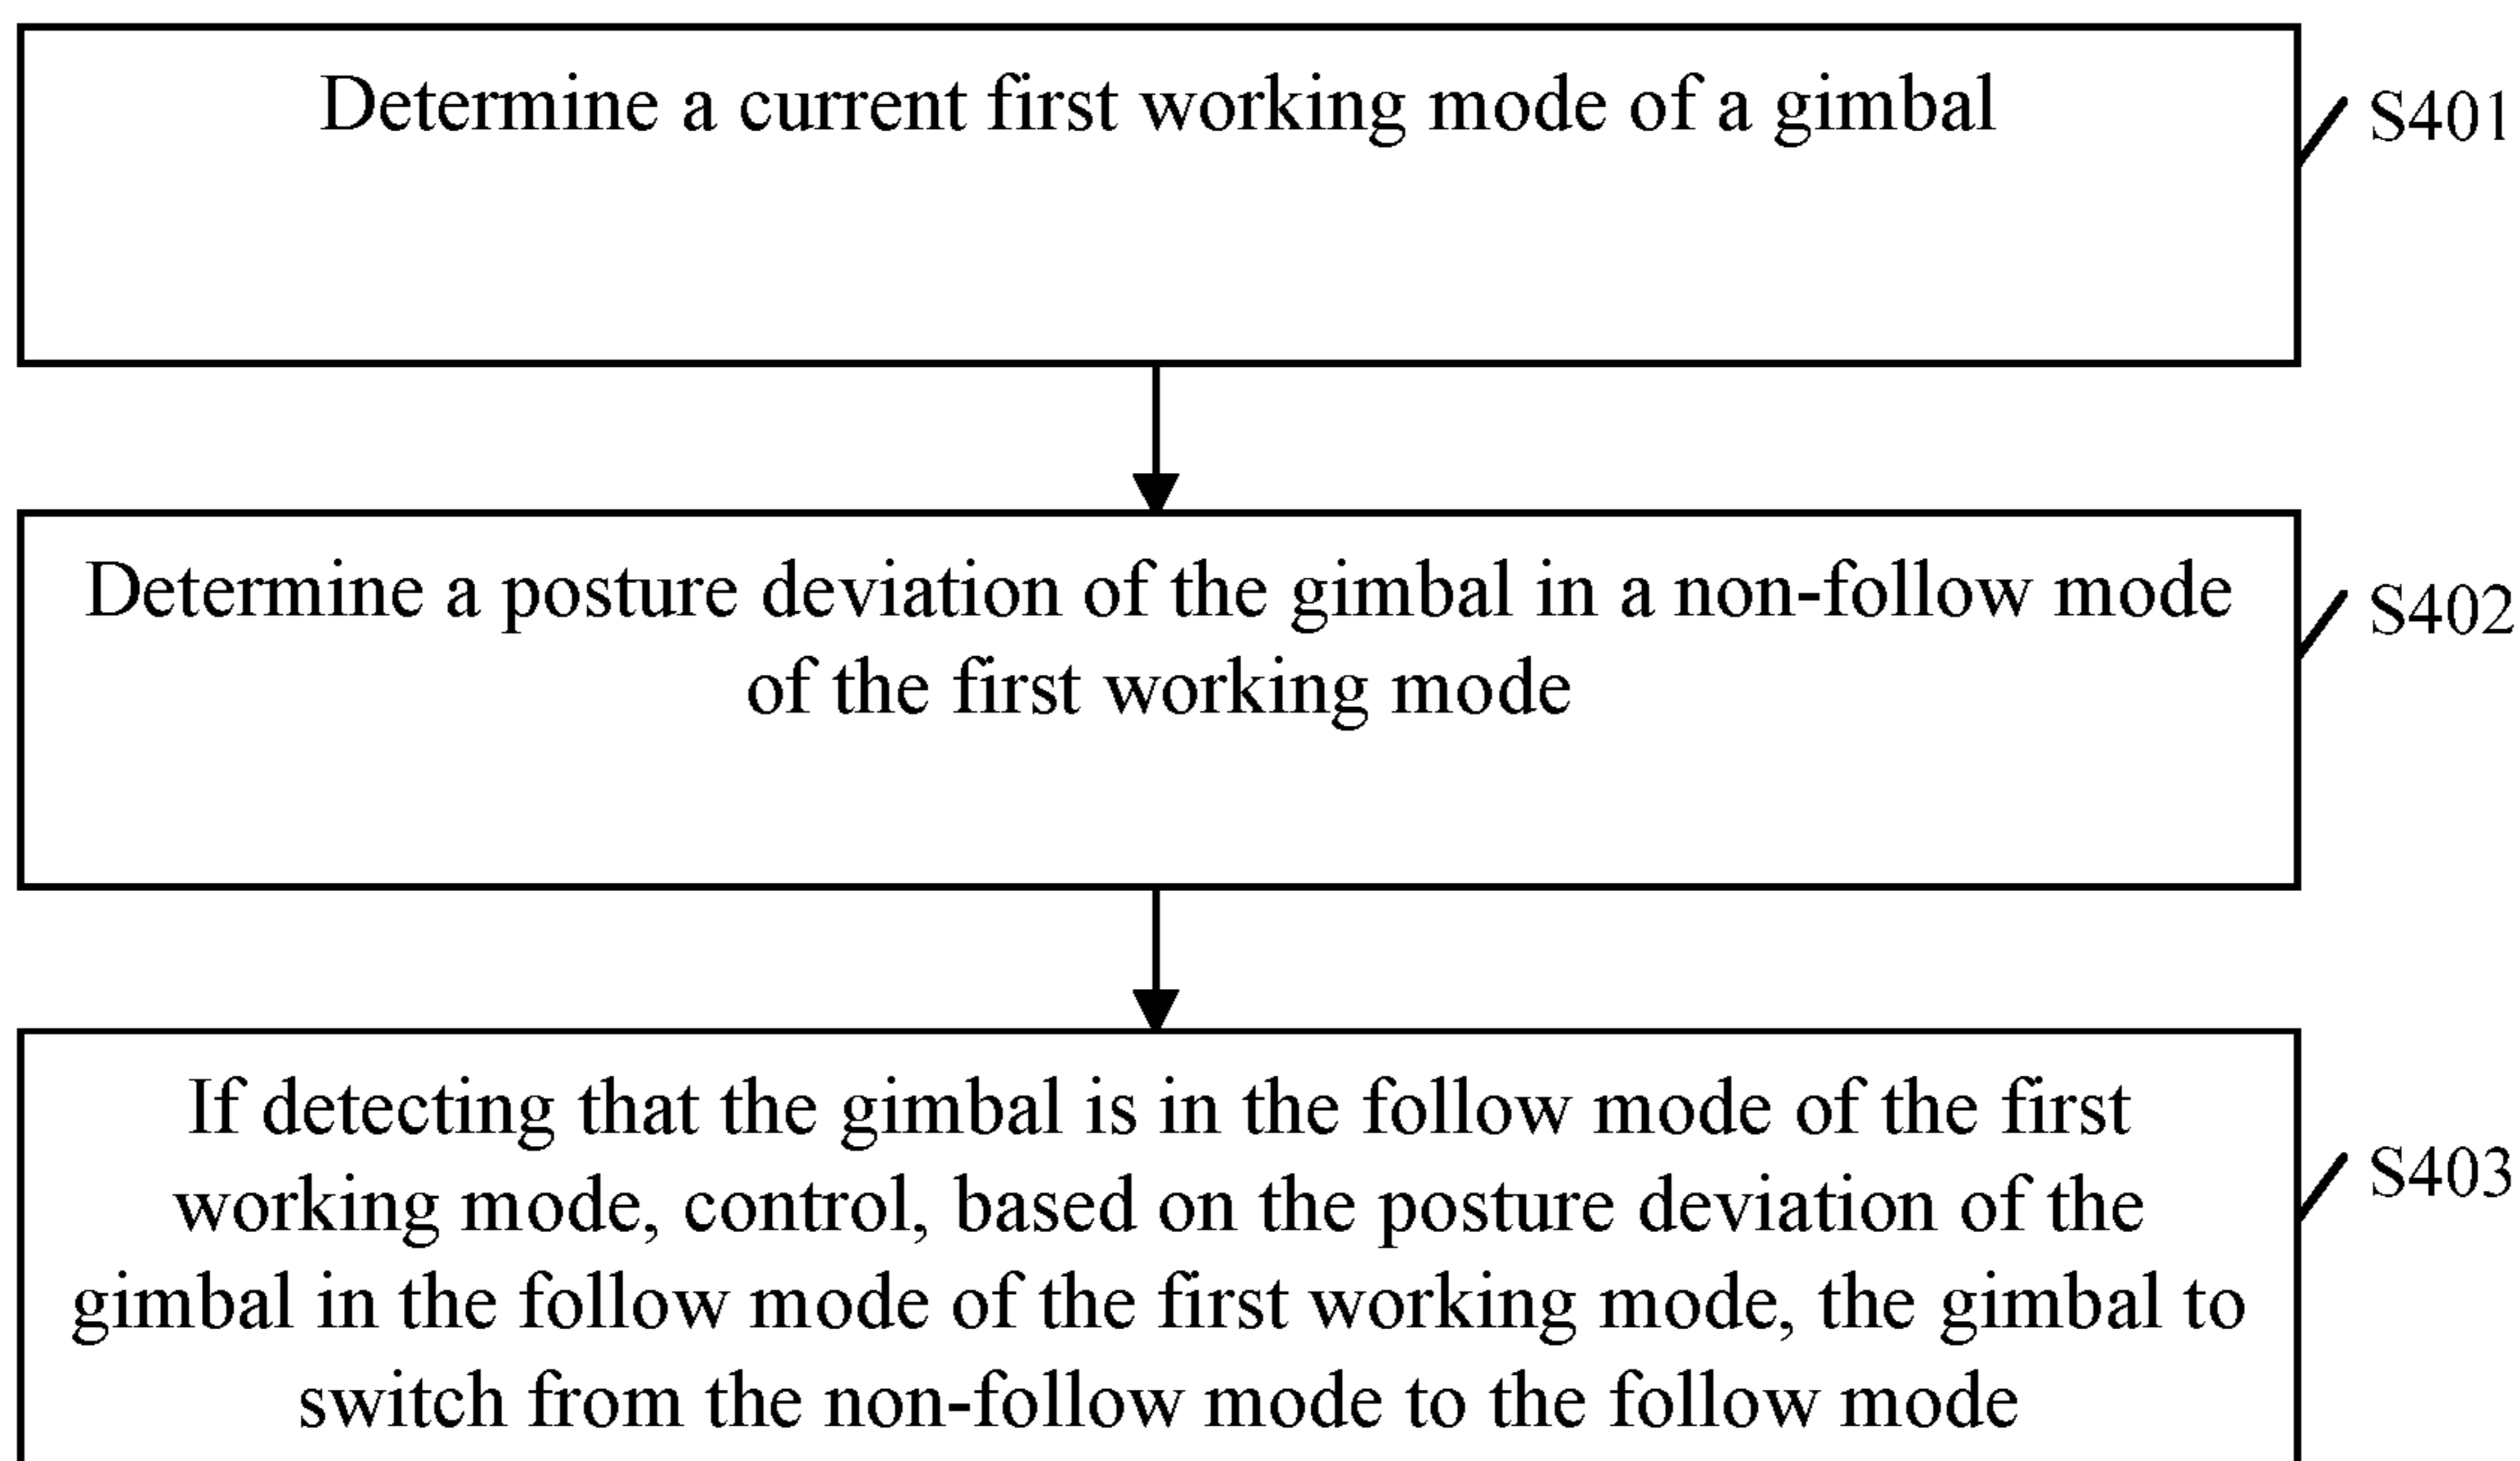 Determine a current first working mode of a gimbal
S401
Determine a posture deviation of the gimbal in a non-follow mode
of the first working mode
S402
If detecting that the gimbal is in the follow mode of the first
working mode, control, based on the posture deviation of the
gimbal in the follow mode of the first working mode, the gimbal to
switch from the non-follow mode to the follow mode
S403